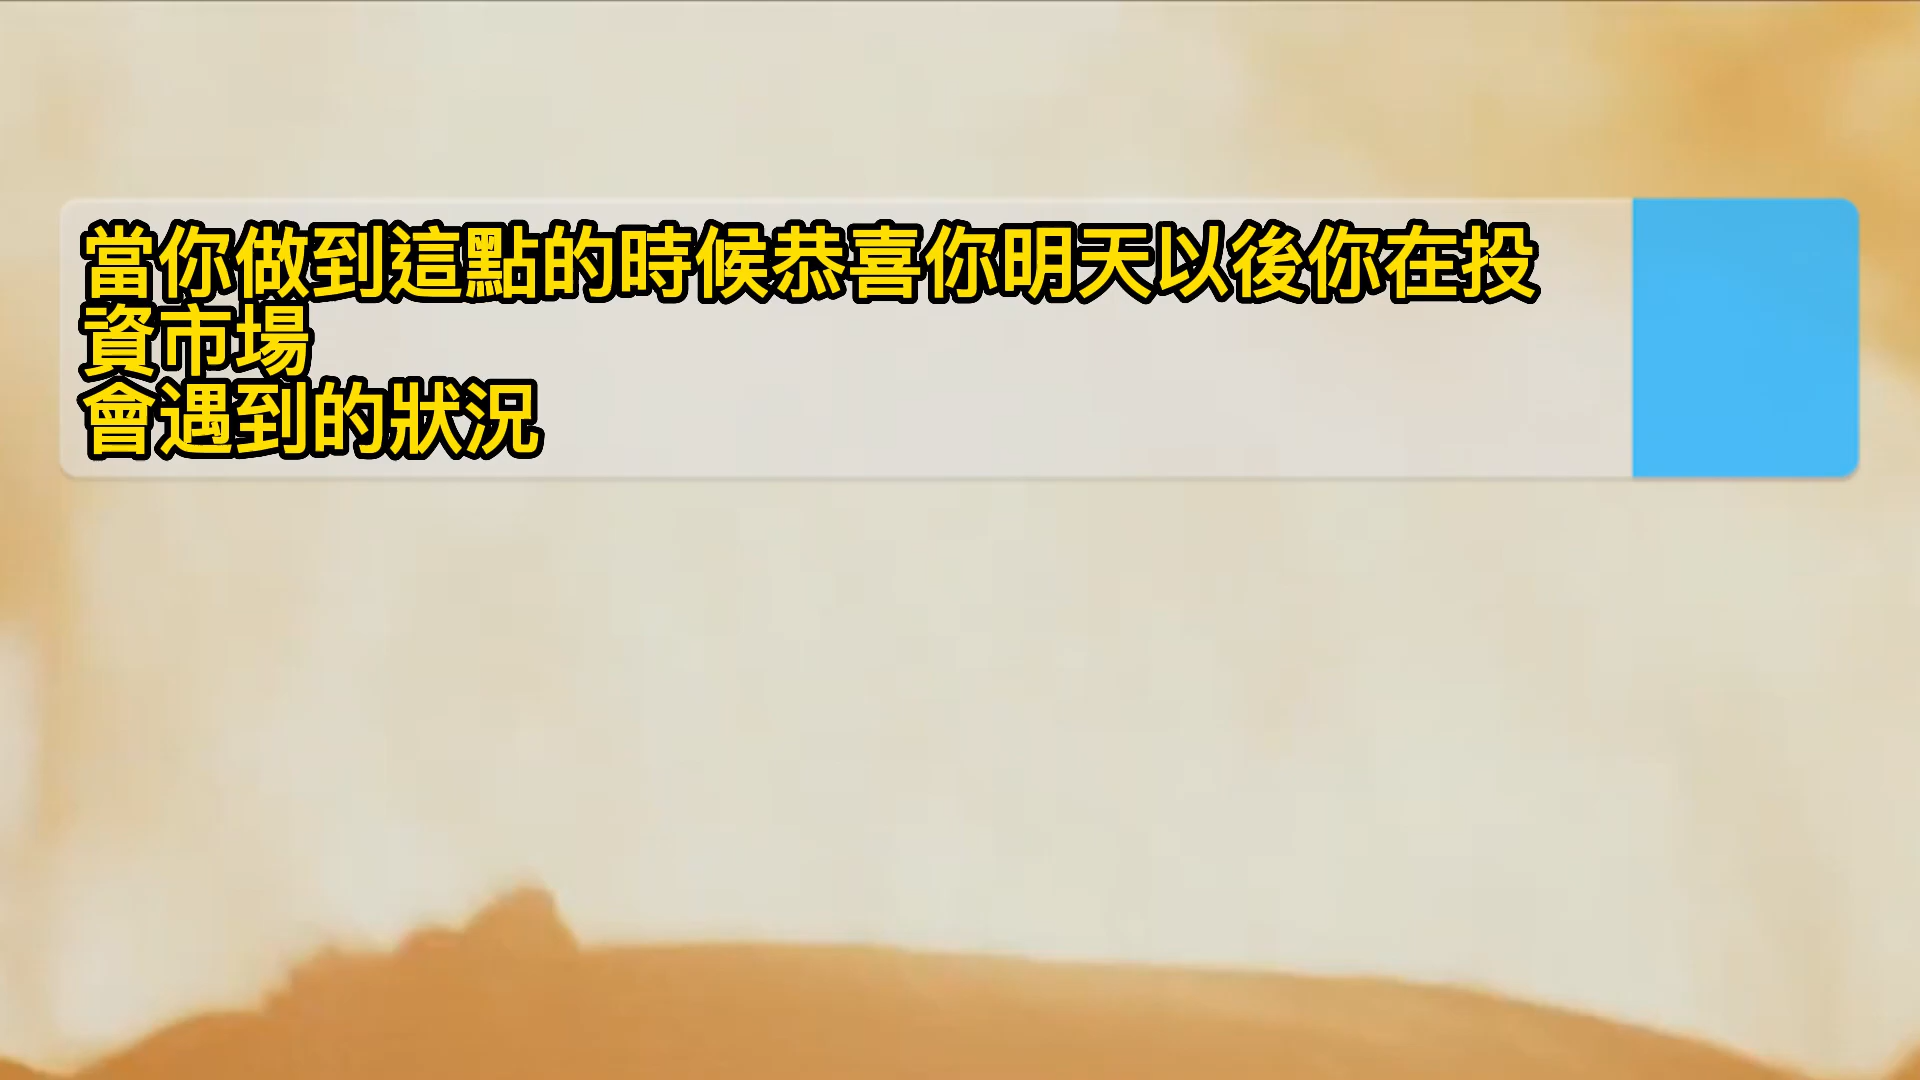 當你做到這點的時候恭喜你明天以後你在投
資市場
會遇到的狀況